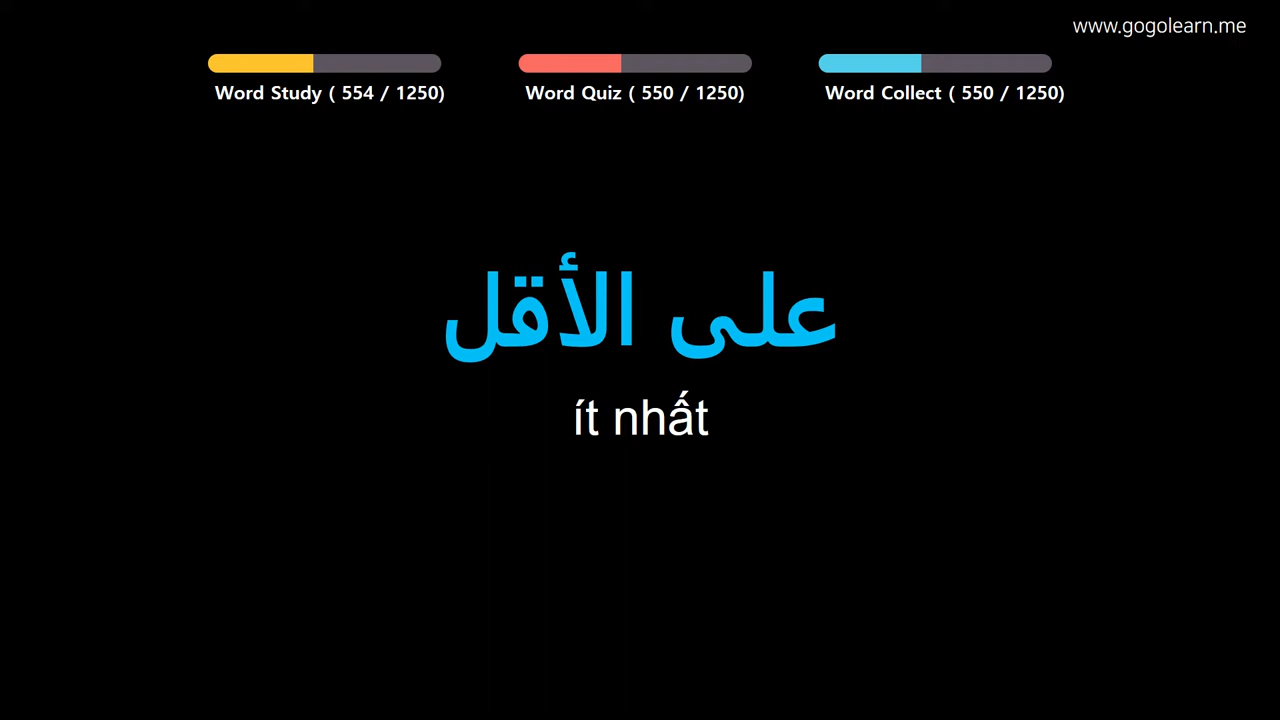 www.gogolearn.me
Word Study ( 554 / 1250)
Word Quiz ( 550 / 1250)
Word Collect ( 550 / 1250)
على الأقل
ít nhất